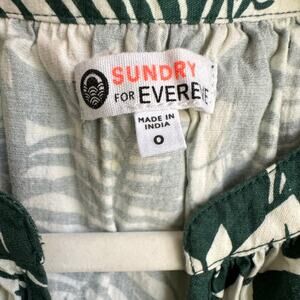 SUNDRY
FOR EVEREVE
MADE IN
INDIA
0